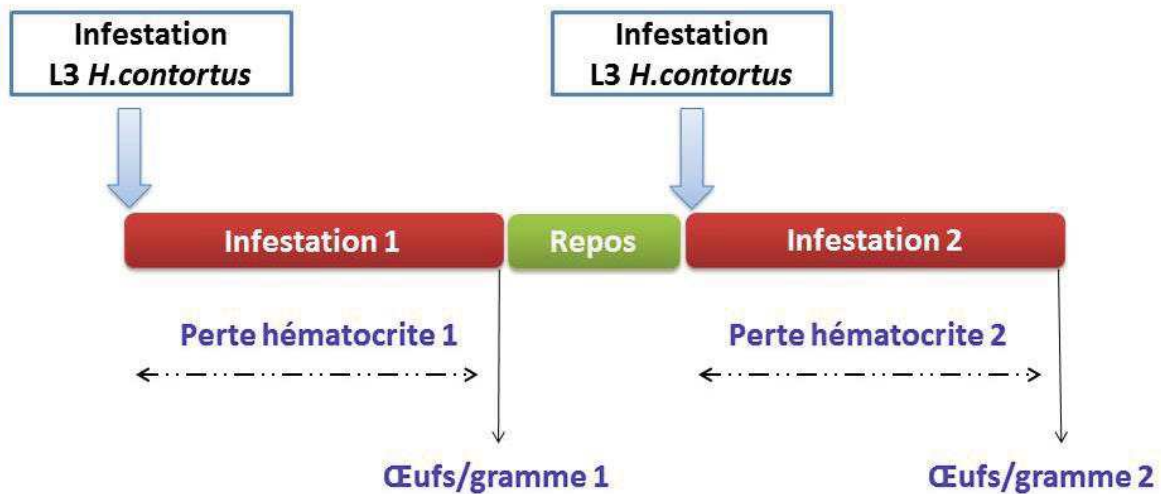 Infestation
L3 H.contortus
Infestation
L3 H.contortus
Infestation 1
Repos
Infestation 2
Perte hématocrite 1
Perte hématocrite 2
Œufs/gramme 1
Œufs/gramme 2